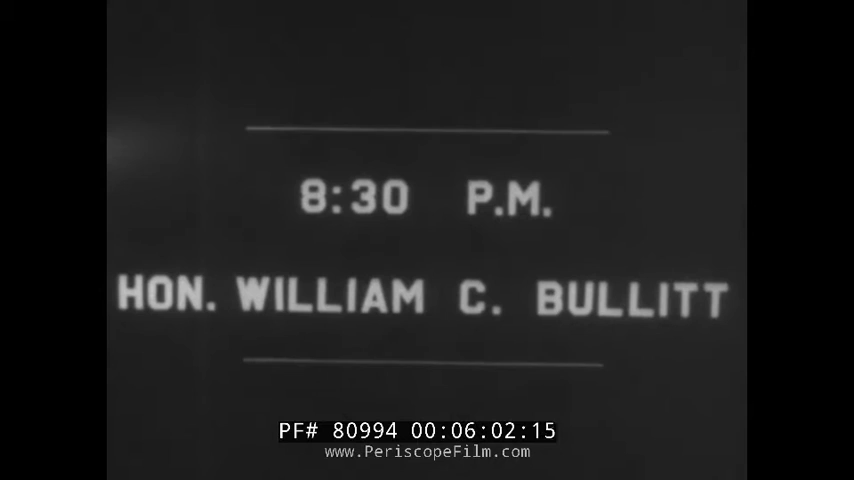 8:30 P.M.
HON. WILLIAM C. BULLITT
PF# 80994 00:06:02:15
www.PeriscopeFilm.com